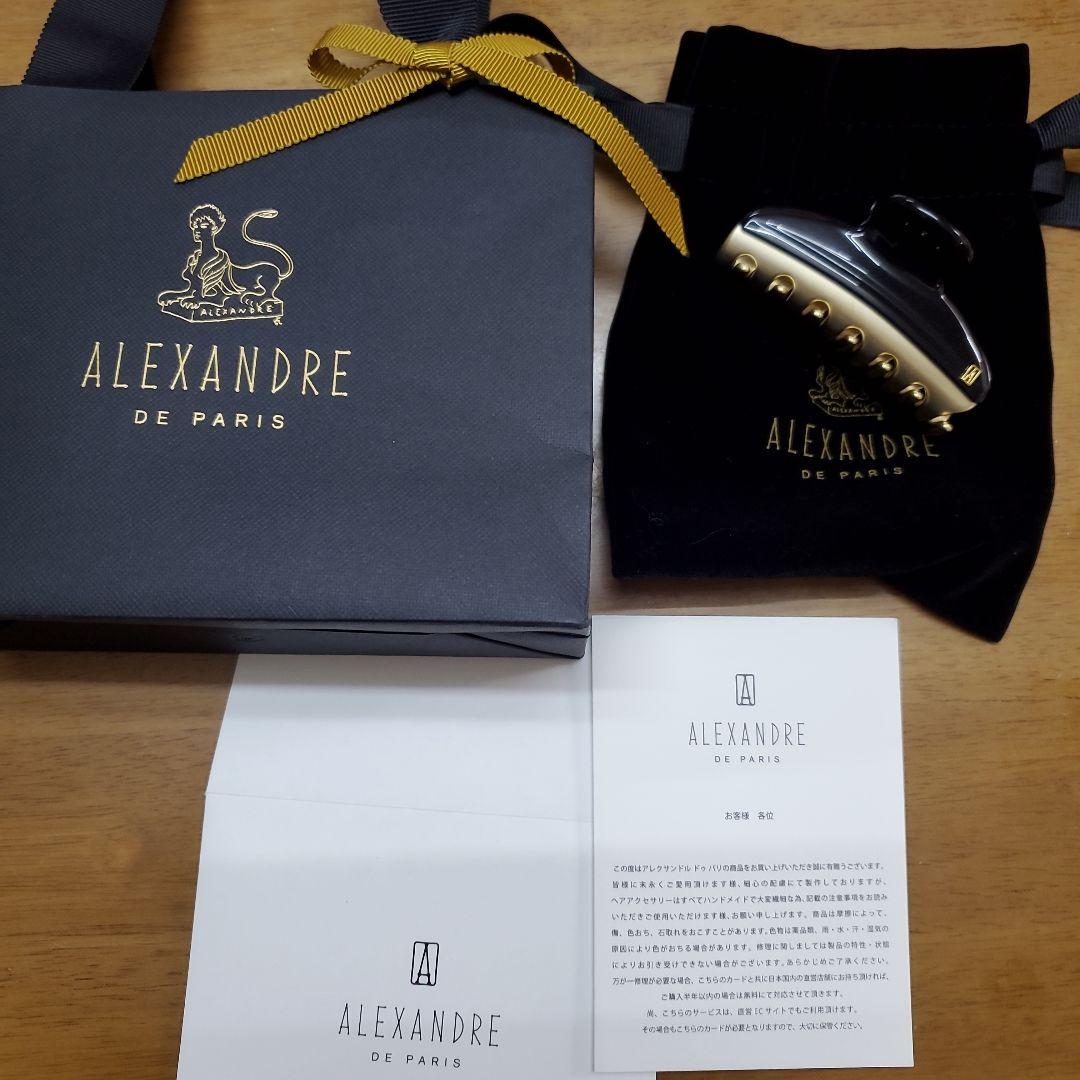 ALEXANDRE
ALEXANDRE
DE PARIS
ALEXANDRE
ALEXANDRE
DE PARIS
A
A
ALEXANDRE
DE PARIS
お客様 各位
この度はアレクサンドル ドゥ パリの商品をお買い上げいただき誠に有難うございます。
皆様に末永くご愛用頂けます様、細心の配慮にて製作しておりますが、
ヘアアクセサリーはすべてハンドメイドで大変繊細な為、記載の注意事項をお読み
いただきご使用いただけます様、お願い申し上げます。 商品は摩擦によって、
傷、色おち、石取れをおこすことがあります。色物は薬品類、雨・水・汗・湿気の
原因により色がおちる場合があります。 修理に関しましては製品の特性・状態
によりお引き受けできない場合がございます。あらかじめご了承ください。
万が一修理が必要な場合、こちらのカードと共に日本国内の直営店舗にお持ち頂ければ、
ご購入半年以内の場合は無料にて対応させて頂きます。
尚、こちらのサービスは、直営 EC サイトでもご利用頂けます。
その場合もこちらのカードが必要となりますので、大切に保管ください。
A
ALEXANDRE
DE PARIS